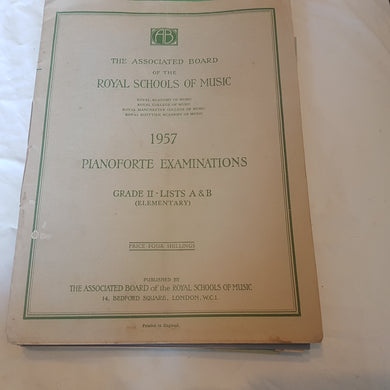 AB
THE ASSOCIATED BOARD
OF THE
ROYAL SCHOOLS OF MUSIC
ROYAL ACADEMY OF MUSIC
ROYAL COLLEGE OF MUSIC
ROYAL MANCHESTER COLLEGE OF MUSIC
ROYAL SCOTTISH ACADEMY OF MUSIC
1957
PIANOFORTE EXAMINATIONS
GRADE II · LISTS A & B
(ELEMENTARY)
PRICE FOUR SHILLINGS
PUBLISHED BY
THE ASSOCIATED BOARD of the ROYAL SCHOOLS OF MUSIC
14, BEDFORD SQUARE, LONDON, W.C.1.
Printed in England.